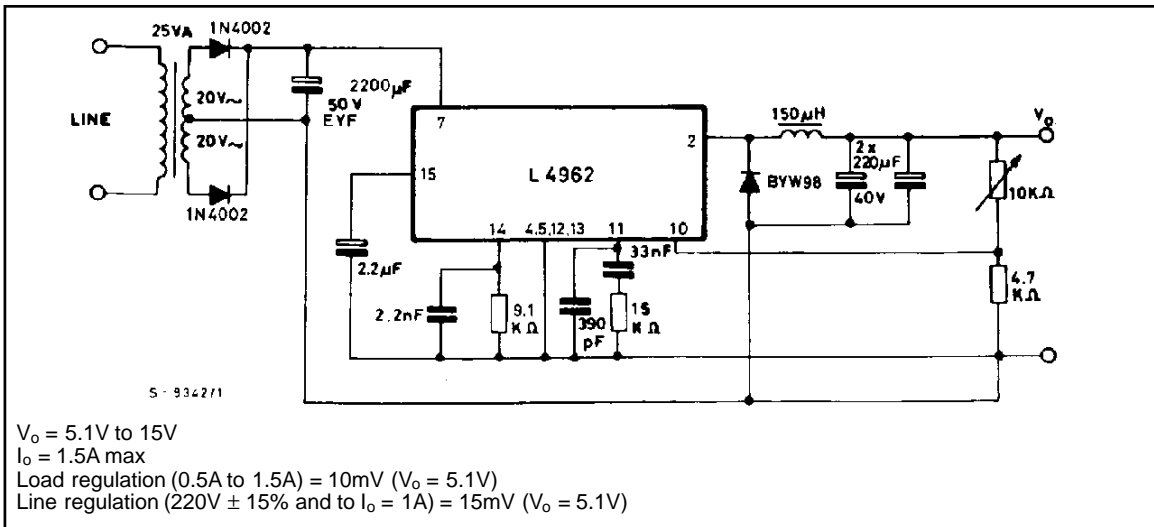 25VA
1N4002
20V~
20V~
LINE
1N4002
2200µF
50V
EYF
7
15
L 4962
2
14
4,5,12,13
11
10
2.2µF
2.2nF
9.1
KΩ
390
pF
33nF
15
KΩ
150µH
BYW98
2x
220µF
40V
Vo
10KΩ
4.7
KΩ
S - 9342/1
Vo = 5.1V to 15V
Io = 1.5A max
Load regulation (0.5A to 1.5A) = 10mV (Vo = 5.1V)
Line regulation (220V ± 15% and to Io = 1A) = 15mV (Vo = 5.1V)